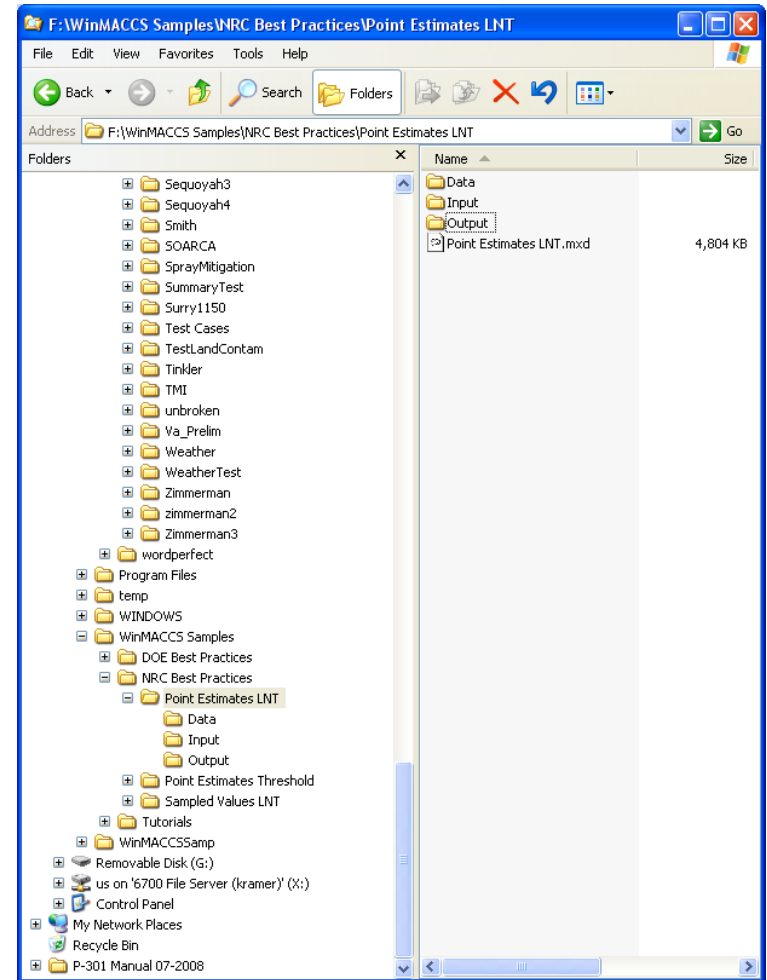 F:\WinMACCS Samples\NRC Best Practices\Point Estimates LNT
File Edit View Favorites Tools Help
Back Search Folders
Address F:\WinMACCS Samples\NRC Best Practices\Point Estimates LNT Go
Folders
Name Size
Sequoyah3
Sequoyah4
Smith
SOARCA
SprayMitigation
SummaryTest
Surry1150
Test Cases
TestLandContam
Tinkler
TMI
unbroken
Va_Prelim
Weather
WeatherTest
Zimmerman
zimmerman2
Zimmerman3
wordperfect
Program Files
temp
WINDOWS
WinMACCS Samples
DOE Best Practices
NRC Best Practices
Point Estimates LNT
Data
Input
Output
Point Estimates Threshold
Sampled Values LNT
Tutorials
WinMACCSSamp
Removable Disk (G:)
us on '6700 File Server (kramer)' (X:)
Control Panel
My Network Places
Recycle Bin
P-301 Manual 07-2008
Data
Input
Output
Point Estimates LNT.mxd 4,804 KB